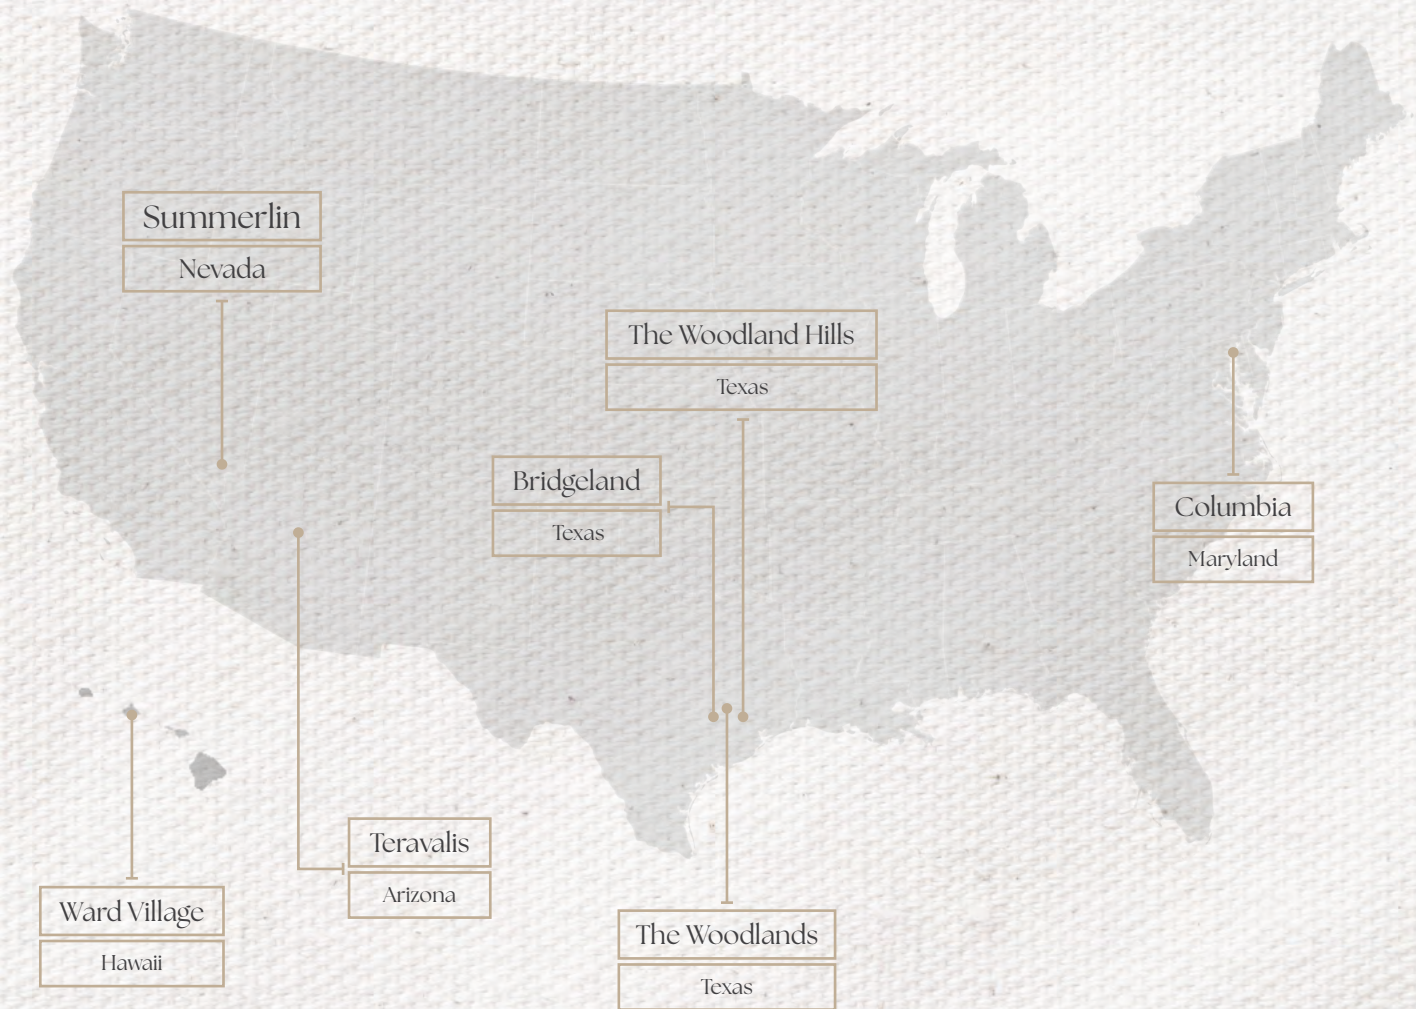 Summerlin
Nevada
The Woodland Hills
Texas
Bridgeland
Texas
Columbia
Maryland
Teravalis
Arizona
Ward Village
Hawaii
The Woodlands
Texas